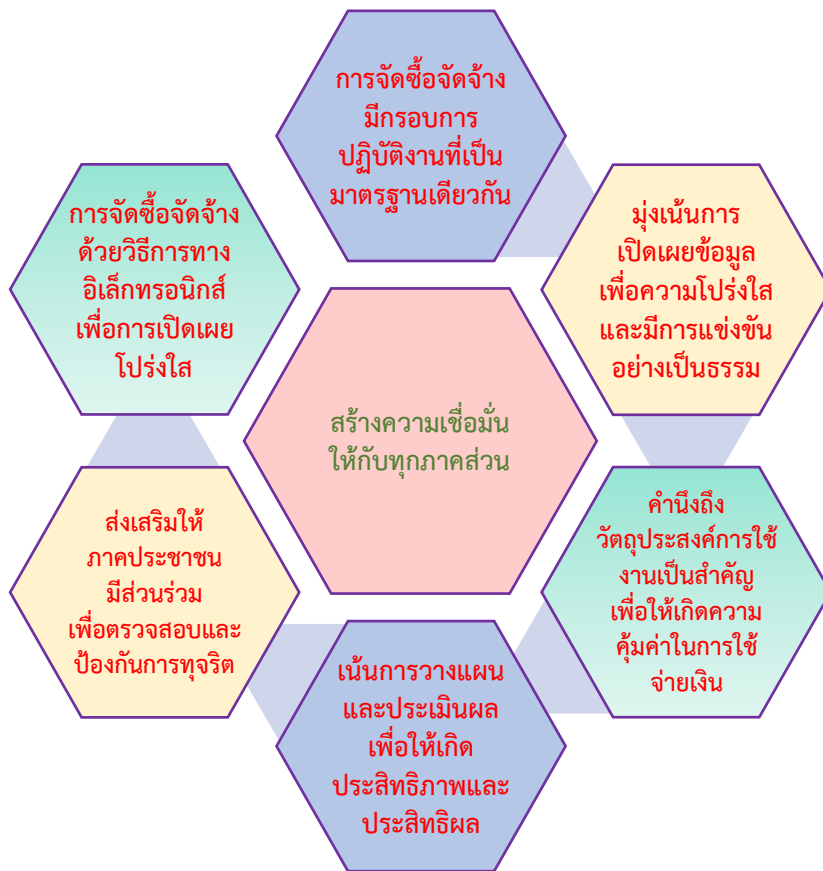 การจัดซื้อจัดจ้าง
มีกรอบการ
ปฏิบัติงานที่เป็น
มาตรฐานเดียวกัน
มุ่งเน้นการ
เปิดเผยข้อมูล
เพื่อความโปร่งใส
และมีการแข่งขัน
อย่างเป็นธรรม
คำนึงถึง
วัตถุประสงค์การใช้
งานเป็นสำคัญ
เพื่อให้เกิดความ
คุ้มค่าในการใช้
จ่ายเงิน
เน้นการวางแผน
และประเมินผล
เพื่อให้เกิด
ประสิทธิภาพและ
ประสิทธิผล
ส่งเสริมให้
ภาคประชาชน
มีส่วนร่วม
เพื่อตรวจสอบและ
ป้องกันการทุจริต
การจัดซื้อจัดจ้าง
ด้วยวิธีการทาง
อิเล็กทรอนิกส์
เพื่อการเปิดเผย
โปร่งใส
สร้างความเชื่อมั่น
ให้กับทุกภาคส่วน